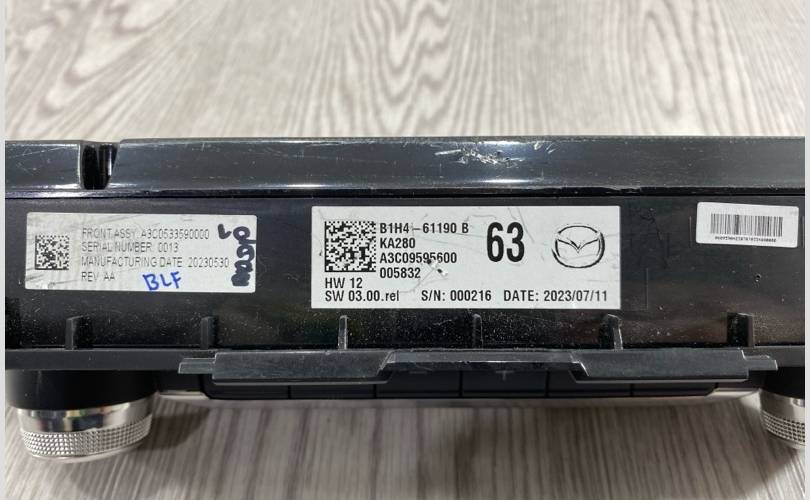 FRONT ASSY: A3C0533590000
SERIAL NUMBER: 0013
MANUFACTURING DATE: 20230530
REV: AA
BLF
B1H4 - 61190 B
KA280
A3C09595600
005832
63
HW 12
SW 03.00.rel S/N: 000216 DATE: 2023/07/11